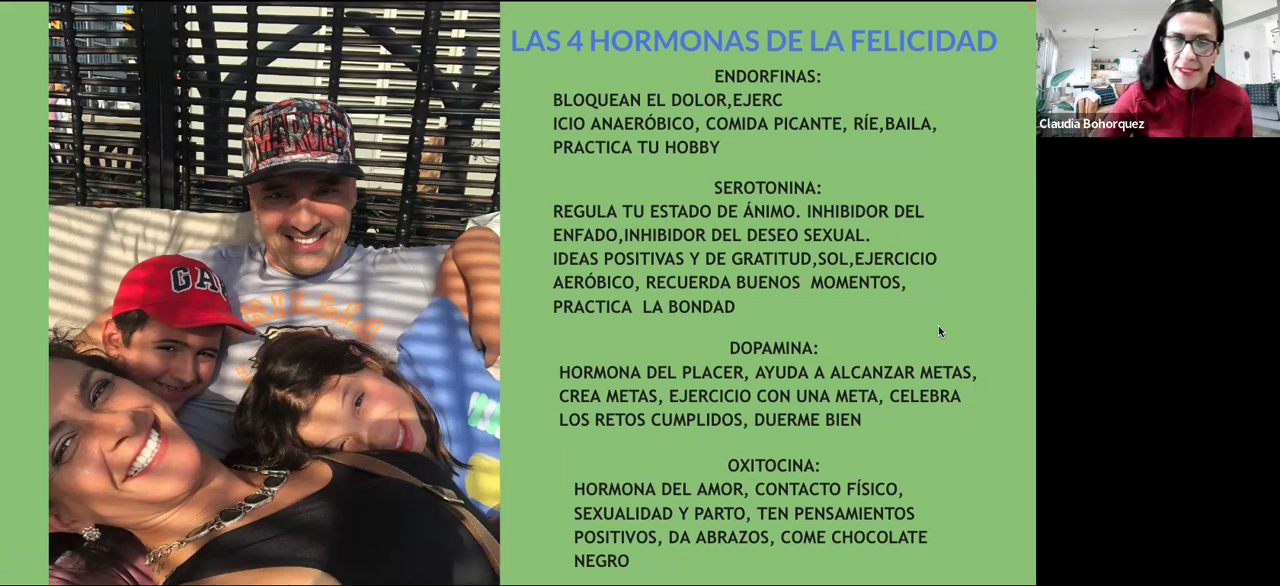 LAS 4 HORMONAS DE LA FELICIDAD
ENDORFINAS:
BLOQUEAN EL DOLOR,EJERC
ICIO ANAERÓBICO, COMIDA PICANTE, RÍE,BAILA,
PRACTICA TU HOBBY
SEROTONINA:
REGULA TU ESTADO DE ÁNIMO. INHIBIDOR DEL
ENFADO,INHIBIDOR DEL DESEO SEXUAL.
IDEAS POSITIVAS Y DE GRATITUD,SOL,EJERCICIO
AERÓBICO, RECUERDA BUENOS  MOMENTOS,
PRACTICA  LA BONDAD
DOPAMINA:
HORMONA DEL PLACER, AYUDA A ALCANZAR METAS,
CREA METAS, EJERCICIO CON UNA META, CELEBRA
LOS RETOS CUMPLIDOS, DUERME BIEN
OXITOCINA:
HORMONA DEL AMOR, CONTACTO FÍSICO,
SEXUALIDAD Y PARTO, TEN PENSAMIENTOS
POSITIVOS, DA ABRAZOS, COME CHOCOLATE
NEGRO
Claudia Bohorquez
MARVEL
GA